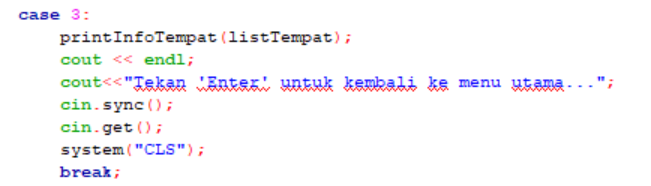 case 3:
printInfoTempat(listTempat);
cout << endl;
cout<<"Tekan 'Enter' untuk kembali ke menu utama...";
cin.sync();
cin.get();
system("CLS");
break;